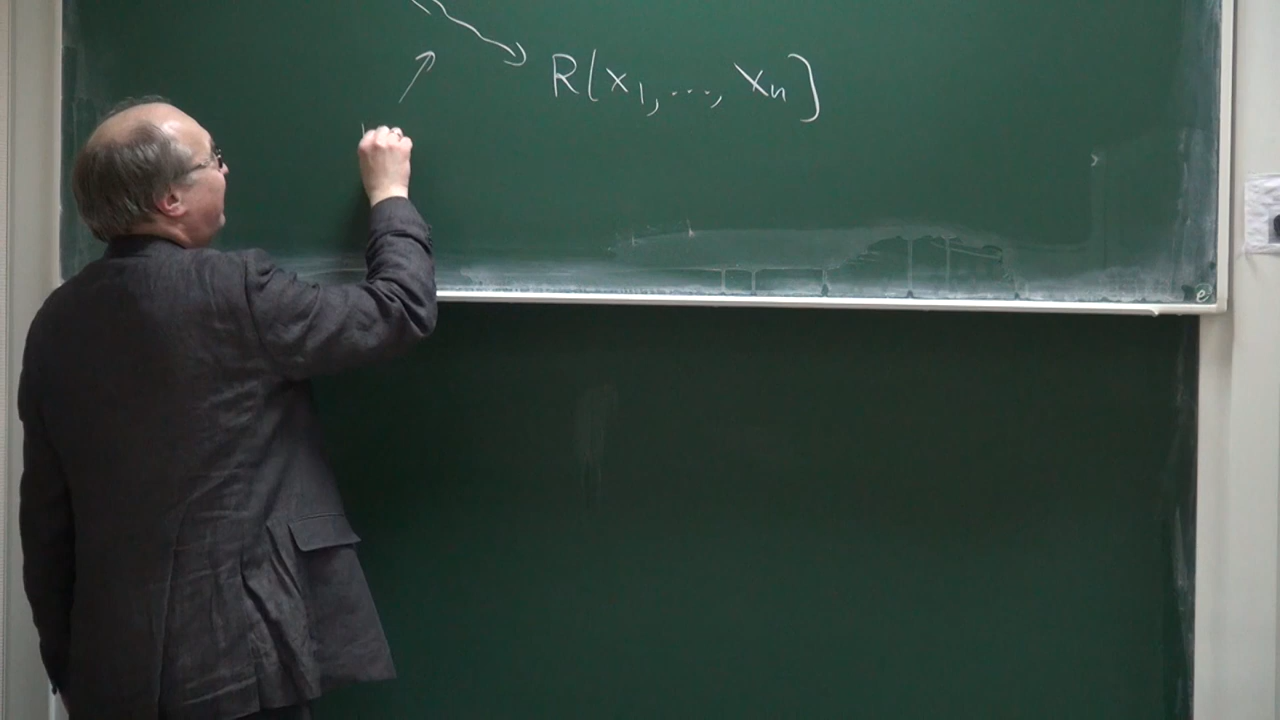 R(x₁, ..., xₙ)